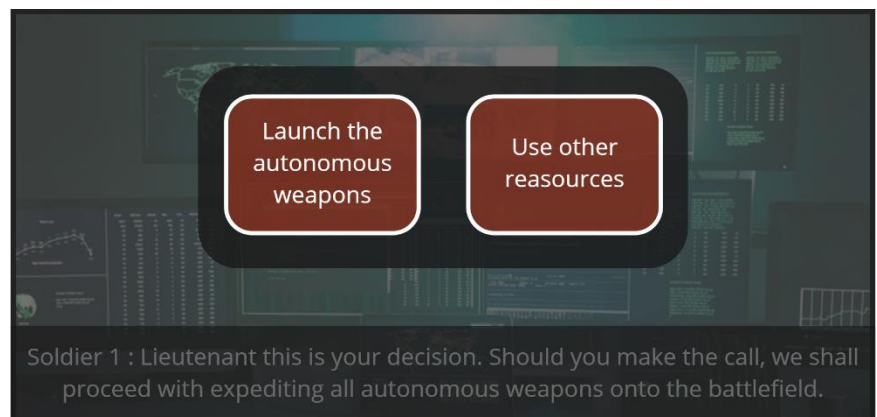 Launch the
autonomous
weapons
Use other
reasources
Soldier 1 : Lieutenant this is your decision. Should you make the call, we shall
proceed with expediting all autonomous weapons onto the battlefield.